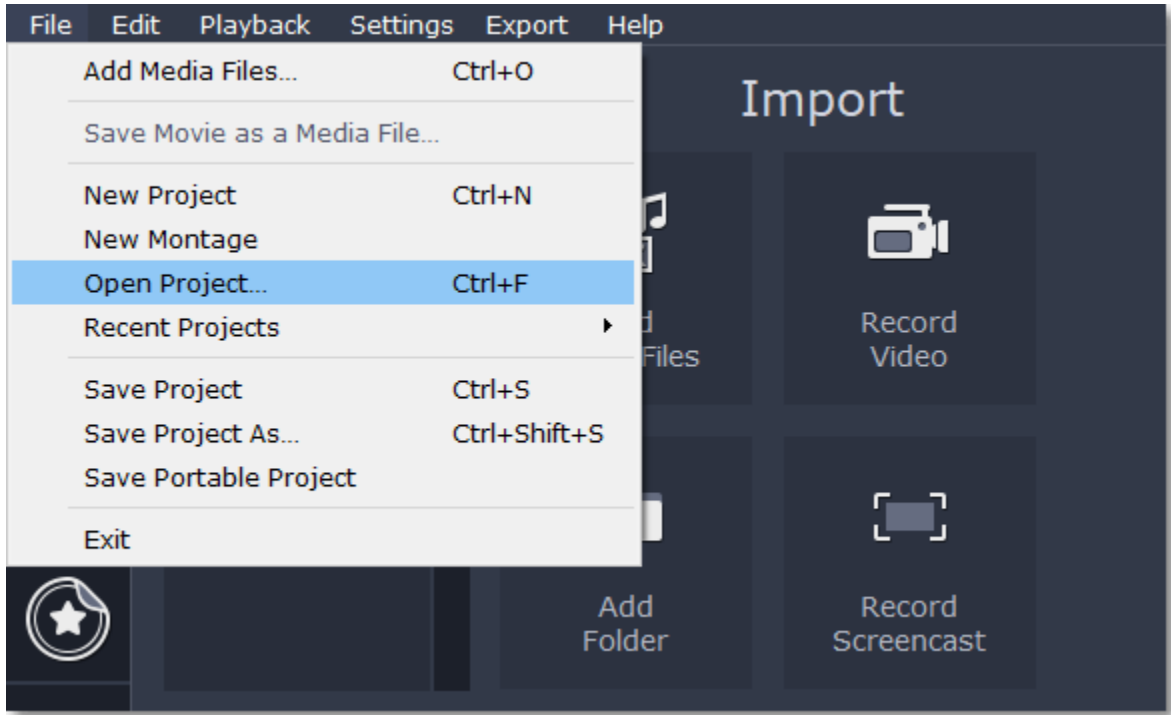 File Edit Playback Settings Export Help
Add Media Files... Ctrl+O
Save Movie as a Media File...
New Project Ctrl+N
New Montage
Open Project... Ctrl+F
Recent Projects
Save Project Ctrl+S
Save Project As... Ctrl+Shift+S
Save Portable Project
Exit
Import
Files
Record
Video
Add
Folder
Record
Screencast